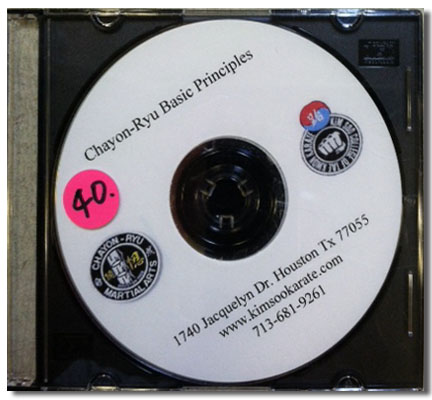 Chayon-Ryu Basic Principles
40.
CHAYON-RYU
MARTIAL ARTS
1740 Jacquelyn Dr. Houston Tx 77055
www.kimsookarate.com
713-681-9261